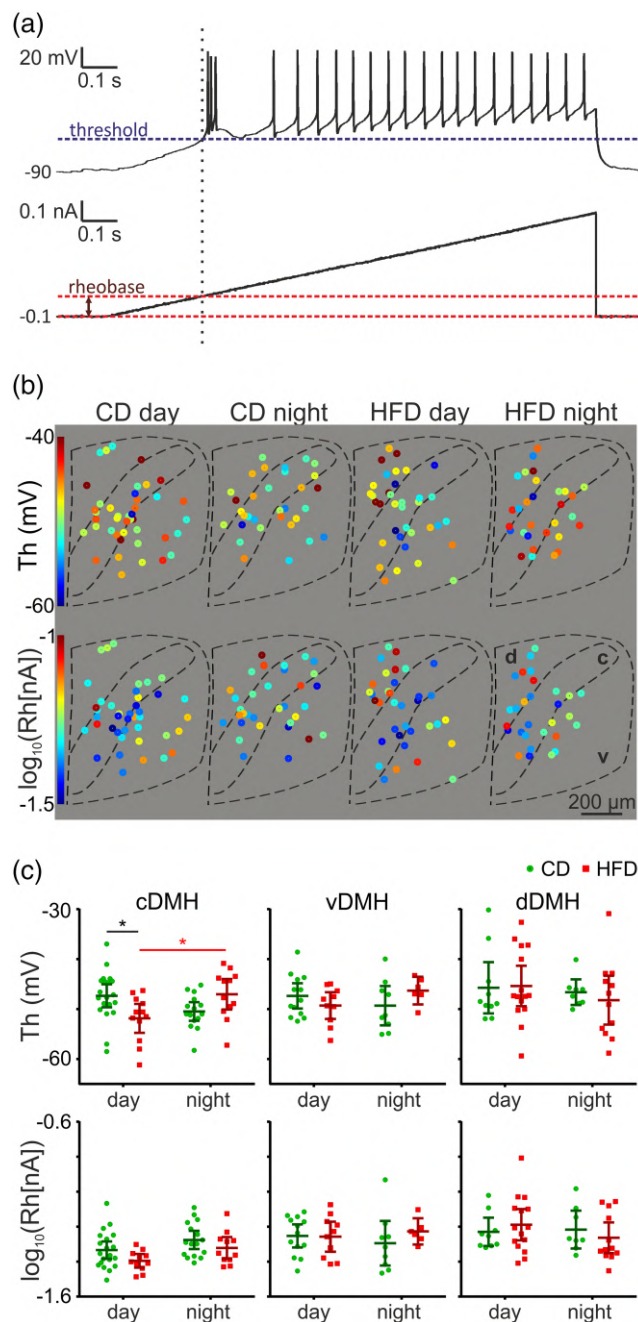 (a)
20 mV
0.1 s
threshold
-90
0.1 nA
0.1 s
rheobase
-0.1
(b)
CD day CD night HFD day HFD night
-40
Th (mV)
-60
-1
log10(Rh[nA])
-1.5
d c
v
200 µm
(c)
CD HFD
cDMH vDMH dDMH
* *
-30
Th (mV)
-60
day night day night day night
-0.6
log10(Rh[nA])
-1.6
day night day night day night